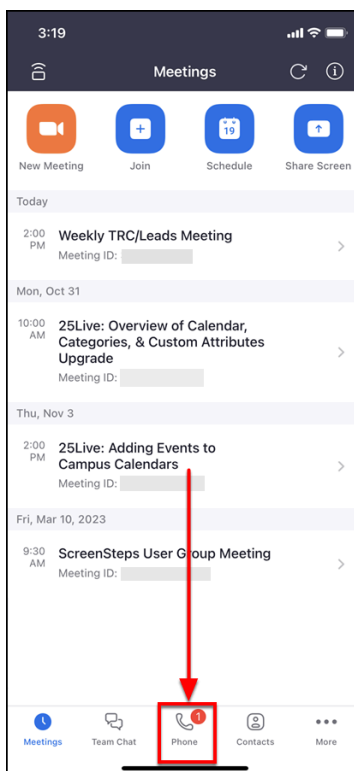 3:19
Meetings
19
New Meeting
Join
Schedule
Share Screen
Today
2:00 PM
Weekly TRC/Leads Meeting
Meeting ID:
Mon, Oct 31
10:00 AM
25Live: Overview of Calendar,
Categories, & Custom Attributes
Upgrade
Meeting ID:
Thu, Nov 3
2:00 PM
25Live: Adding Events to
Campus Calendars
Meeting ID:
Fri, Mar 10, 2023
9:30 AM
ScreenSteps User Group Meeting
Meeting ID:
1
Meetings
Team Chat
Phone
Contacts
More